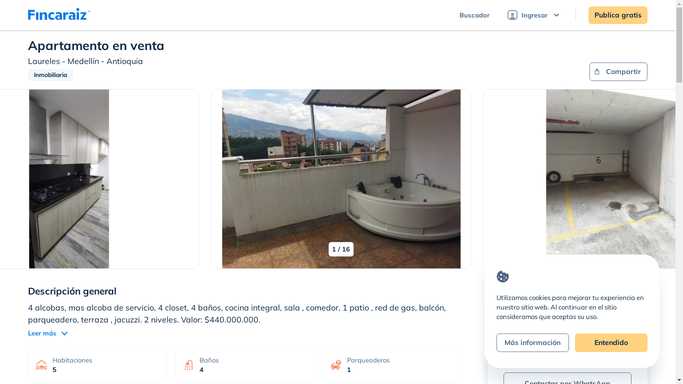 Fincaraiz
Buscador
Ingresar
Publica gratis
Apartamento en venta
Laureles - Medellín - Antioquia
Inmobiliaria
Compartir
6
1 / 16
Descripción general
4 alcobas, mas alcoba de servicio, 4 closet, 4 baños, cocina integral, sala , comedor, 1 patio , red de gas, balcón,
parqueadero, terraza , jacuzzi. 2 niveles. Valor: $440.000.000.
Leer más
Habitaciones
5
Baños
4
Parqueaderos
1
Utilizamos cookies para mejorar tu experiencia en
nuestro sitio web. Al continuar en el sitio
consideramos que aceptas su uso.
Más información
Entendido
Contactar por WhatsApp